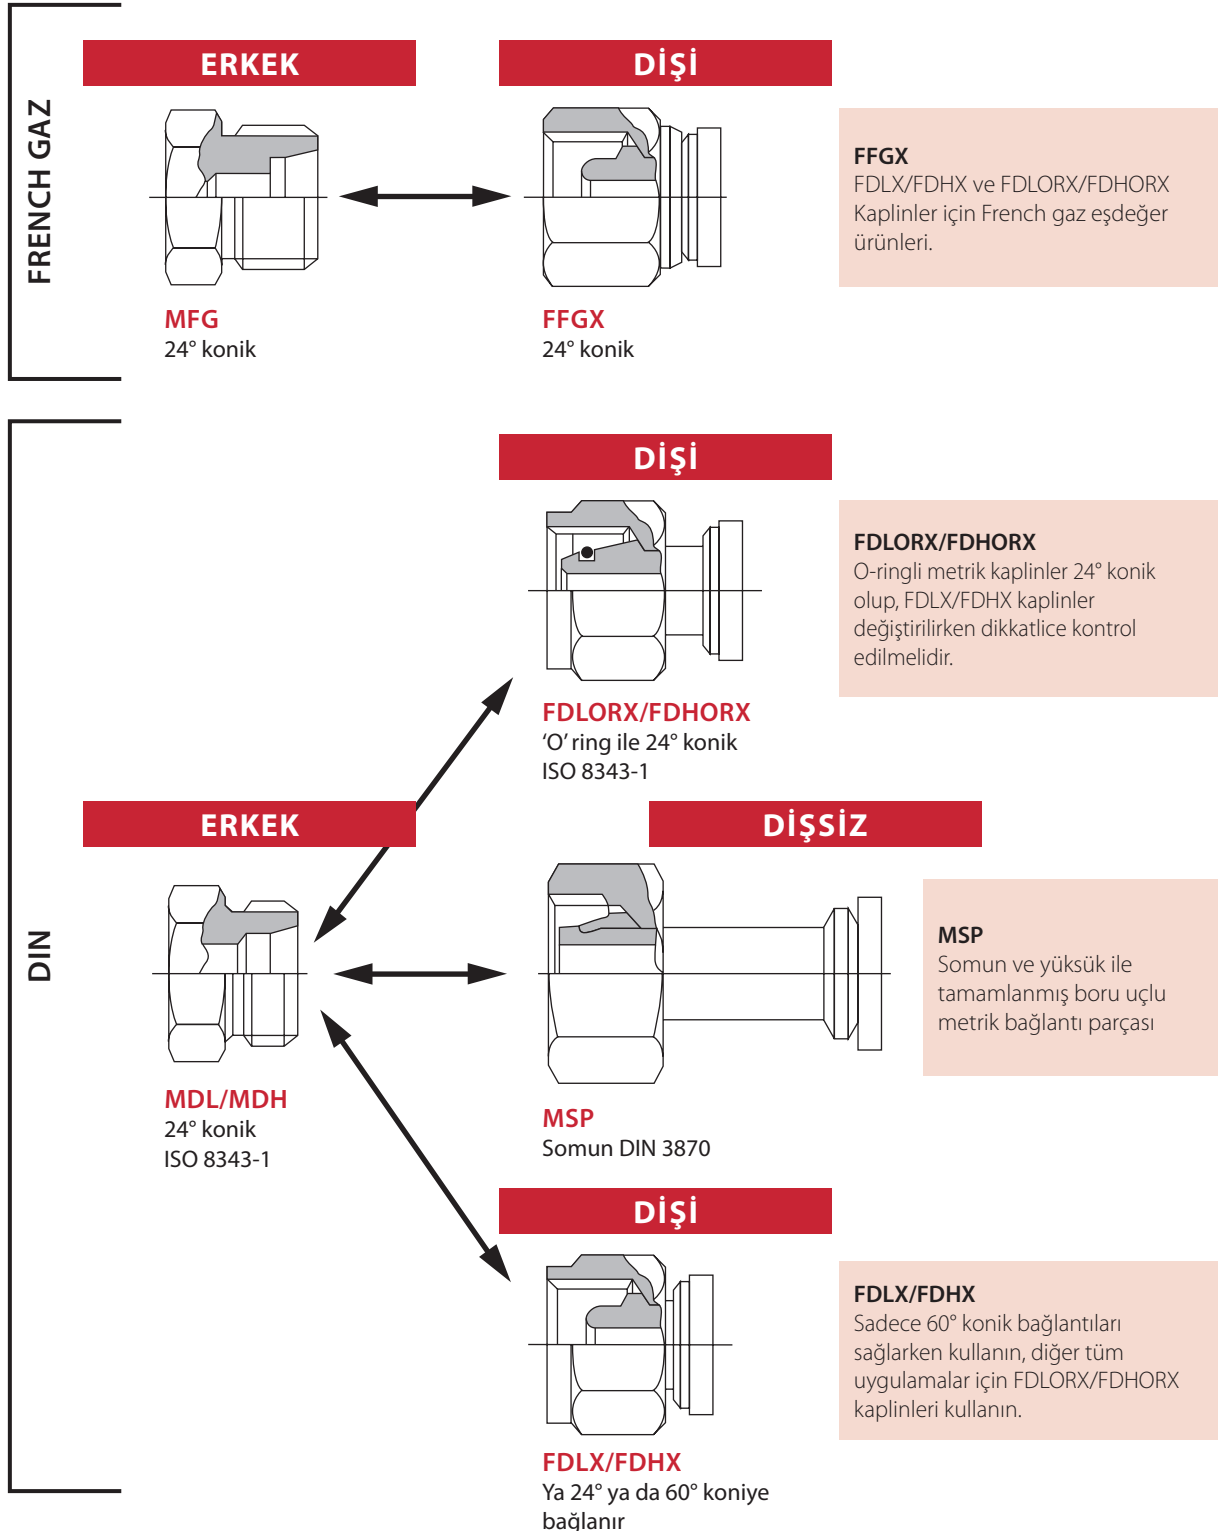 FRENCH GAZ
ERKEK
DİŞİ
MFG
24° konik
FFGX
24° konik
FFGX
FDLX/FDHX ve FDLORX/FDHORX
Kaplinler için French gaz eşdeğer
ürünleri.
DIN
DİŞİ
FDLORX/FDHORX
‘O’ ring ile 24° konik
ISO 8343-1
FDLORX/FDHORX
O-ringli metrik kaplinler 24° konik
olup, FDLX/FDHX kaplinler
değiştirilirken dikkatlice kontrol
edilmelidir.
ERKEK
MDL/MDH
24° konik
ISO 8343-1
DİŞSİZ
MSP
Somun DIN 3870
MSP
Somun ve yüksük ile
tamamlanmış boru uçlu
metrik bağlantı parçası
DİŞİ
FDLX/FDHX
Ya 24° ya da 60° koniye
bağlanır
FDLX/FDHX
Sadece 60° konik bağlantıları
sağlarken kullanın, diğer tüm
uygulamalar için FDLORX/FDHORX
kaplinleri kullanın.